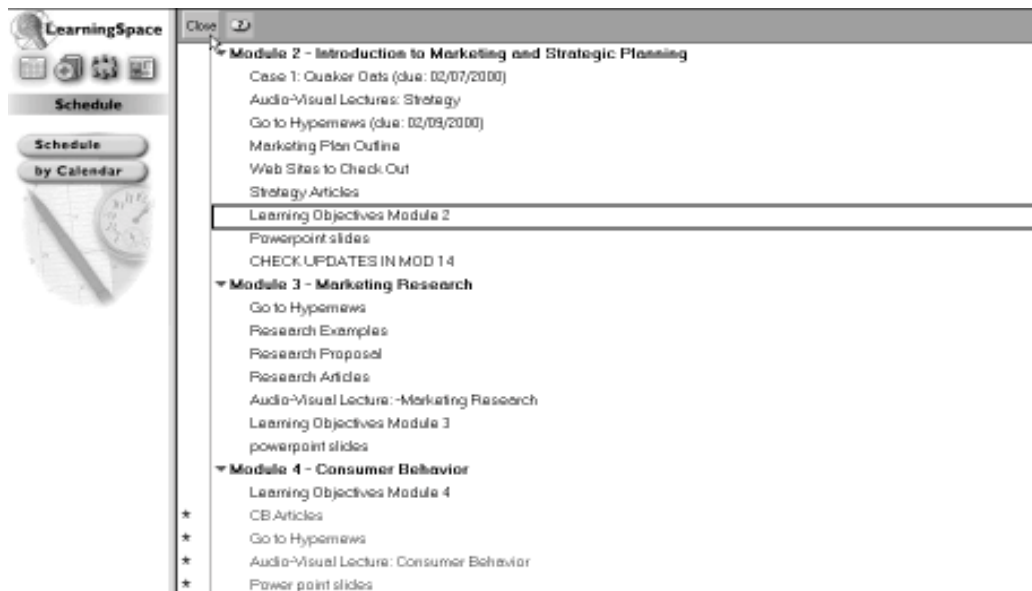 LearningSpace
Schedule
Schedule
by Calendar
Close
Module 2 - Introduction to Marketing and Strategic Planning
Case 1: Quaker Oats (due: 02/07/2000)
Audio-Visual Lectures: Strategy
Go to Hypernews (due: 02/09/2000)
Marketing Plan Outline
Web Sites to Check Out
Strategy Articles
Learning Objectives Module 2
Powerpoint slides
CHECK UPDATES IN MOD 14
Module 3 - Marketing Research
Go to Hypernews
Research Examples
Research Proposal
Research Articles
Audio-Visual Lecture: -Marketing Research
Learning Objectives Module 3
powerpoint slides
Module 4 - Consumer Behavior
Learning Objectives Module 4
* CB Articles
* Go to Hypernews
* Audio-Visual Lecture: Consumer Behavior
* Power point slides